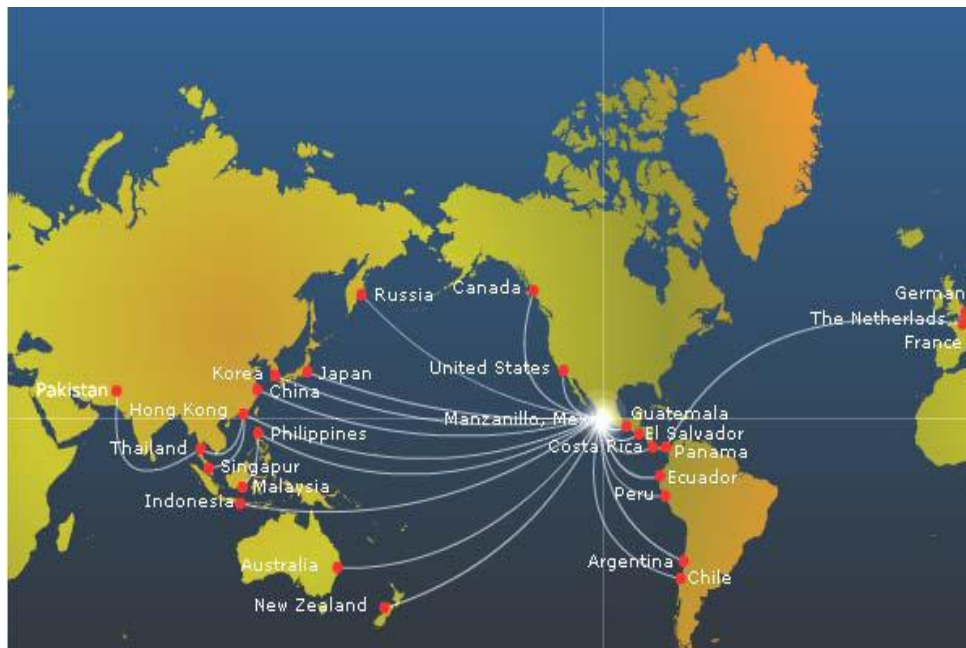 Russia
Canada
German
The Netherlads
France
United States
Korea
Japan
Pakistan
China
Hong Kong
Manzanillo, Mex
Guatemala
Philippines
El Salvador
Thailand
Costa Rica
Panama
Singapur
Ecuador
Malaysia
Indonesia
Peru
Australia
Argentina
Chile
New Zealand